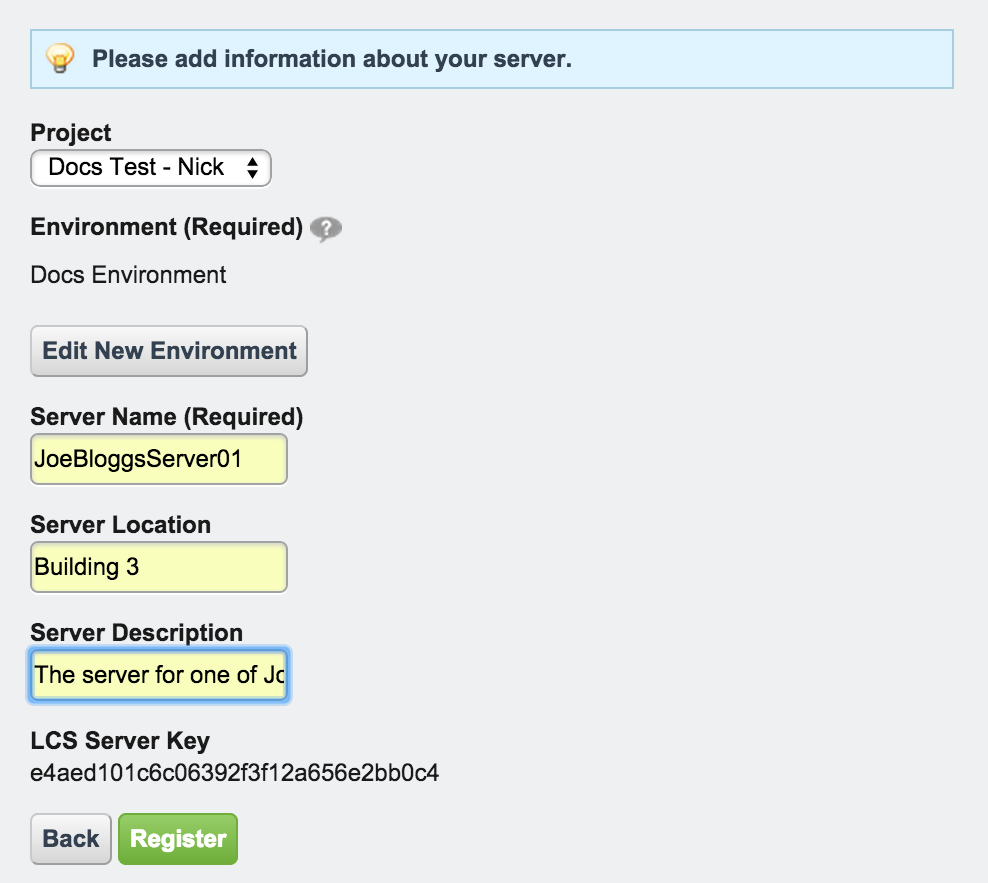 Please add information about your server.
Project
Docs Test - Nick
Environment (Required) ?
Docs Environment
Edit New Environment
Server Name (Required)
JoeBloggsServer01
Server Location
Building 3
Server Description
The server for one of Jo
LCS Server Key
e4aed101c6c06392f3f12a656e2bb0c4
Back Register